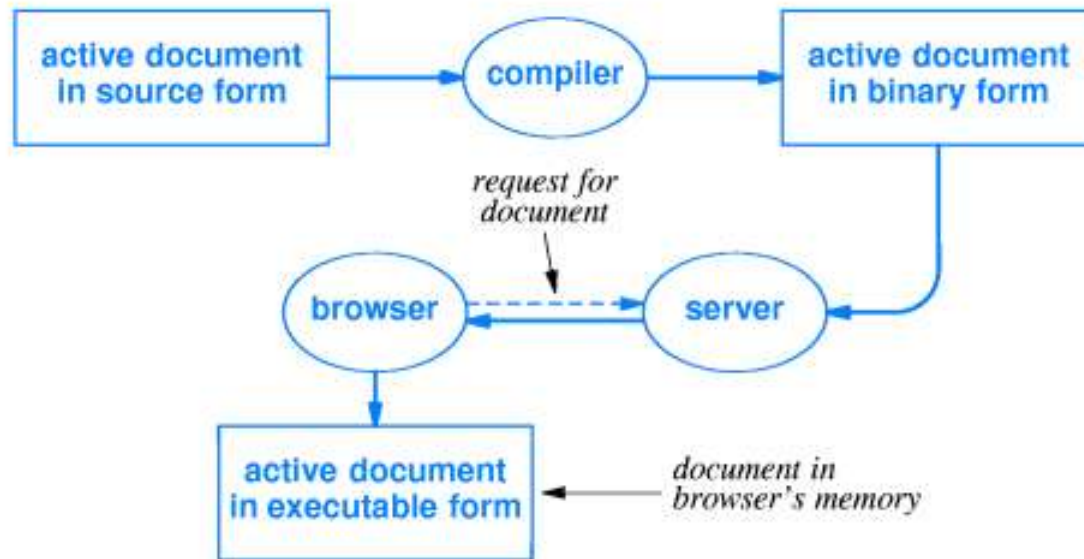 active document
in source form
compiler
active document
in binary form
request for
document
browser
server
active document
in executable form
document in
browser's memory